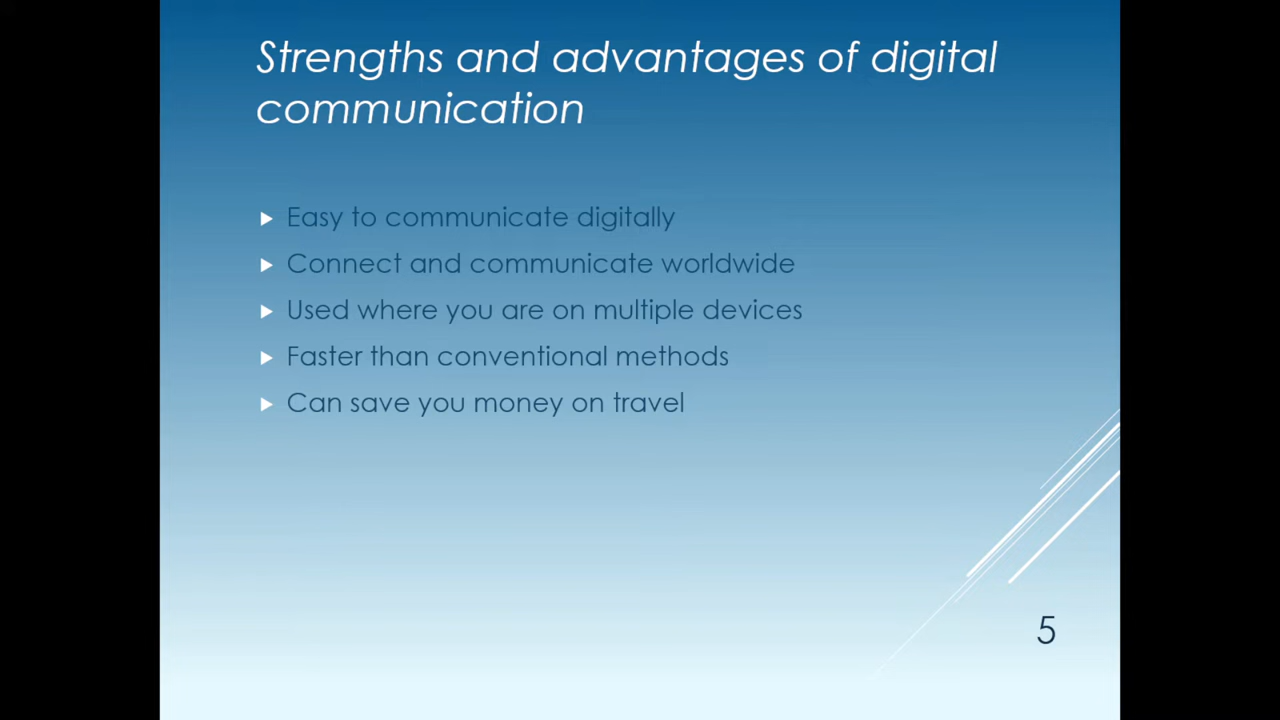 Strengths and advantages of digital
communication
Easy to communicate digitally
Connect and communicate worldwide
Used where you are on multiple devices
Faster than conventional methods
Can save you money on travel
5